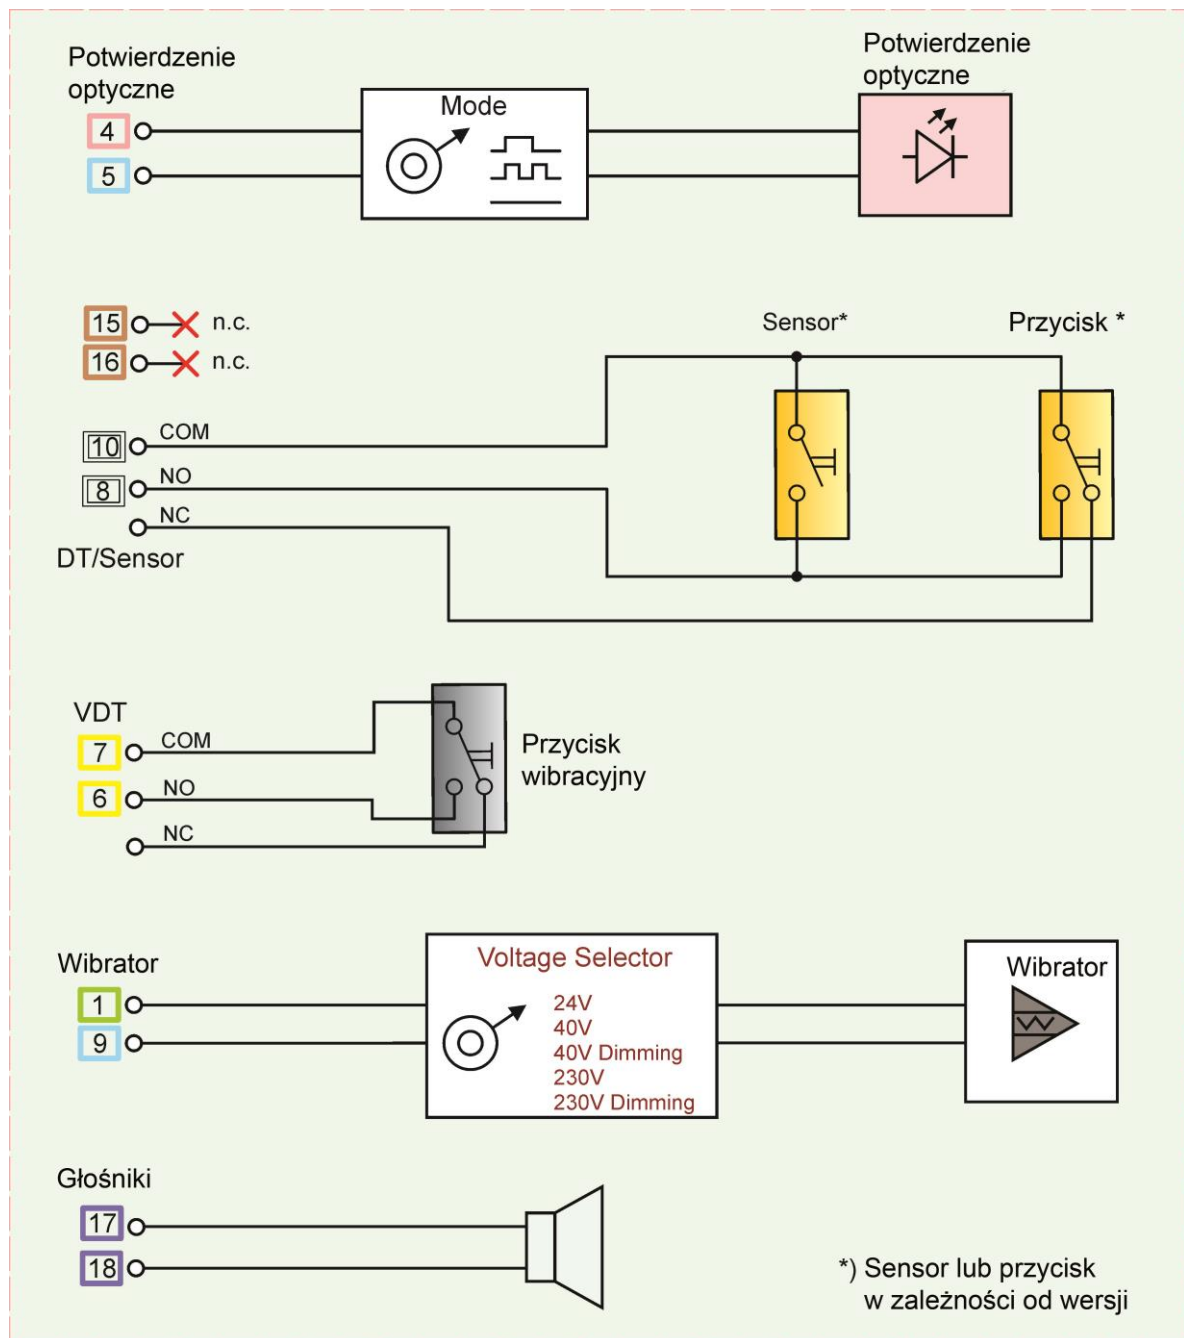 Potwierdzenie
optyczne
4
5
Mode
Potwierdzenie
optyczne
15 n.c.
16 n.c.
Sensor*
Przycisk *
10 COM
8 NO
NC
DT/Sensor
VDT
7 COM
6 NO
NC
Przycisk
wibracyjny
Wibrator
1
9
Voltage Selector
24V
40V
40V Dimming
230V
230V Dimming
Wibrator
Głośniki
17
18
*) Sensor lub przycisk
w zależności od wersji